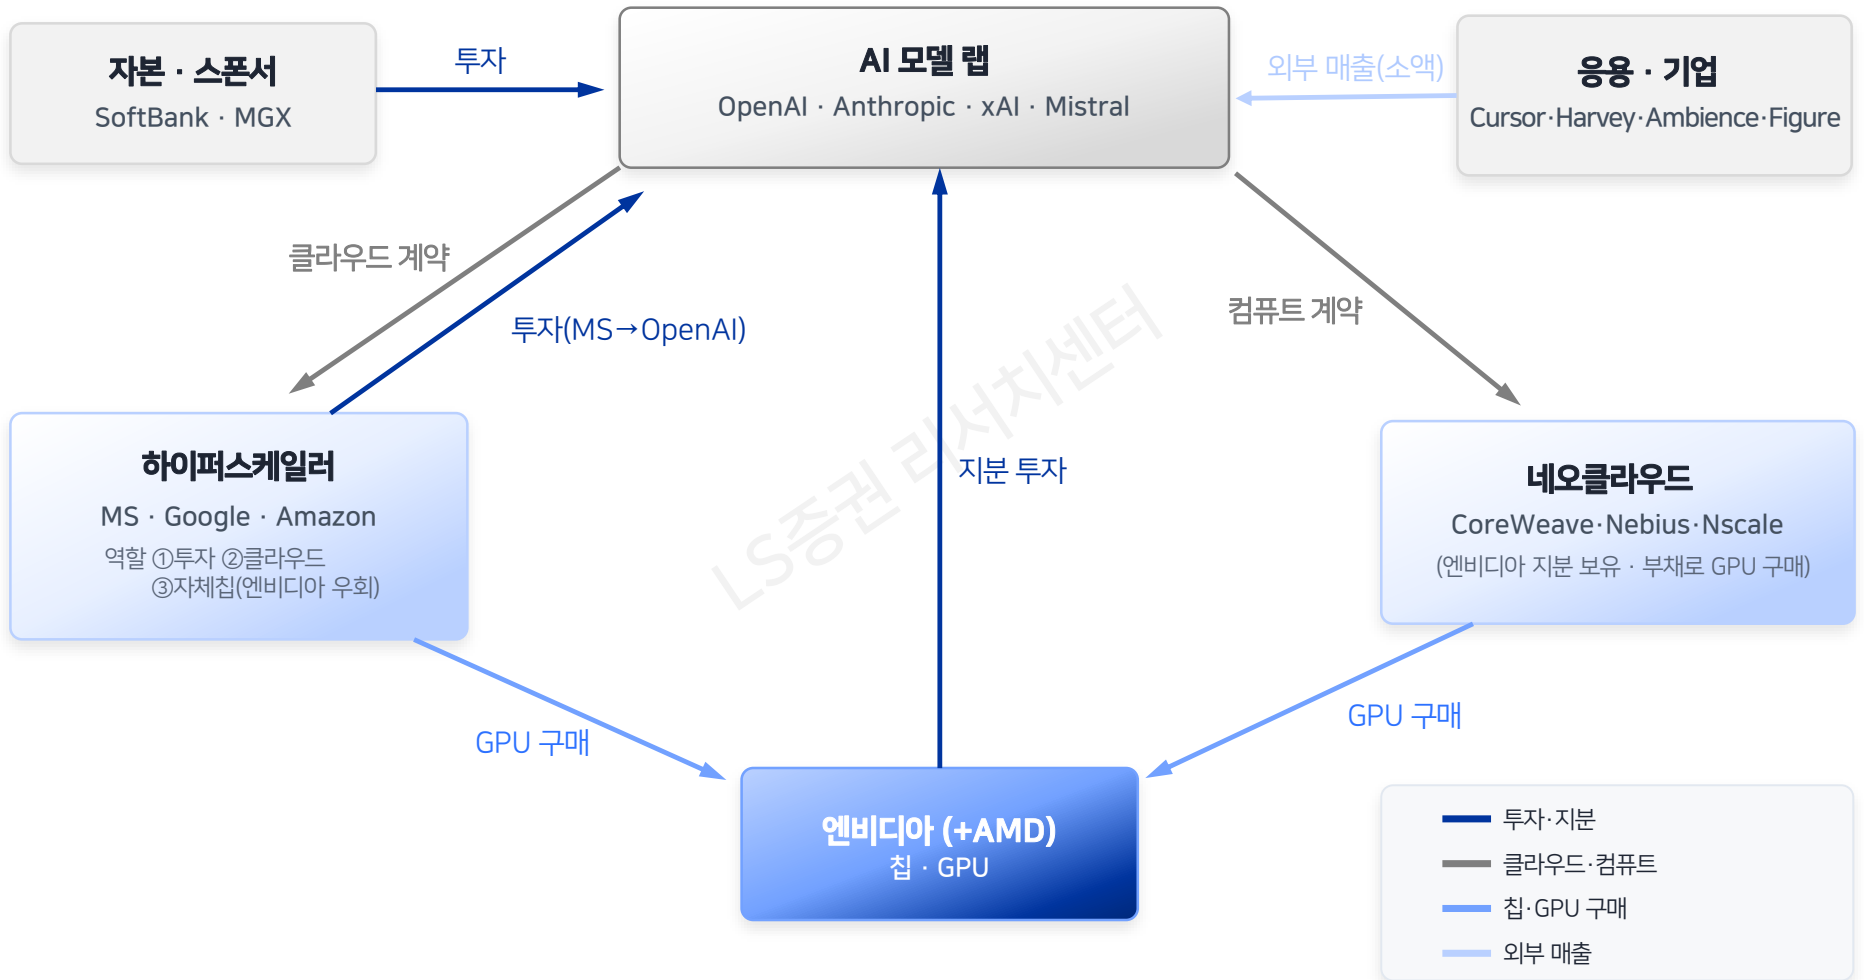 자본 · 스폰서
SoftBank · MGX
투자
AI 모델 랩
OpenAI · Anthropic · xAI · Mistral
외부 매출(소액)
응용 · 기업
Cursor·Harvey·Ambience·Figure
클라우드 계약
투자(MS→OpenAI)
컴퓨트 계약
하이퍼스케일러
MS · Google · Amazon
역할 ①투자 ②클라우드
③자체칩(엔비디아 우회)
지분 투자
LS증권 리서치센터
네오클라우드
CoreWeave·Nebius·Nscale
(엔비디아 지분 보유 · 부채로 GPU 구매)
GPU 구매
GPU 구매
엔비디아 (+AMD)
칩 · GPU
투자·지분
클라우드·컴퓨트
칩·GPU 구매
외부 매출